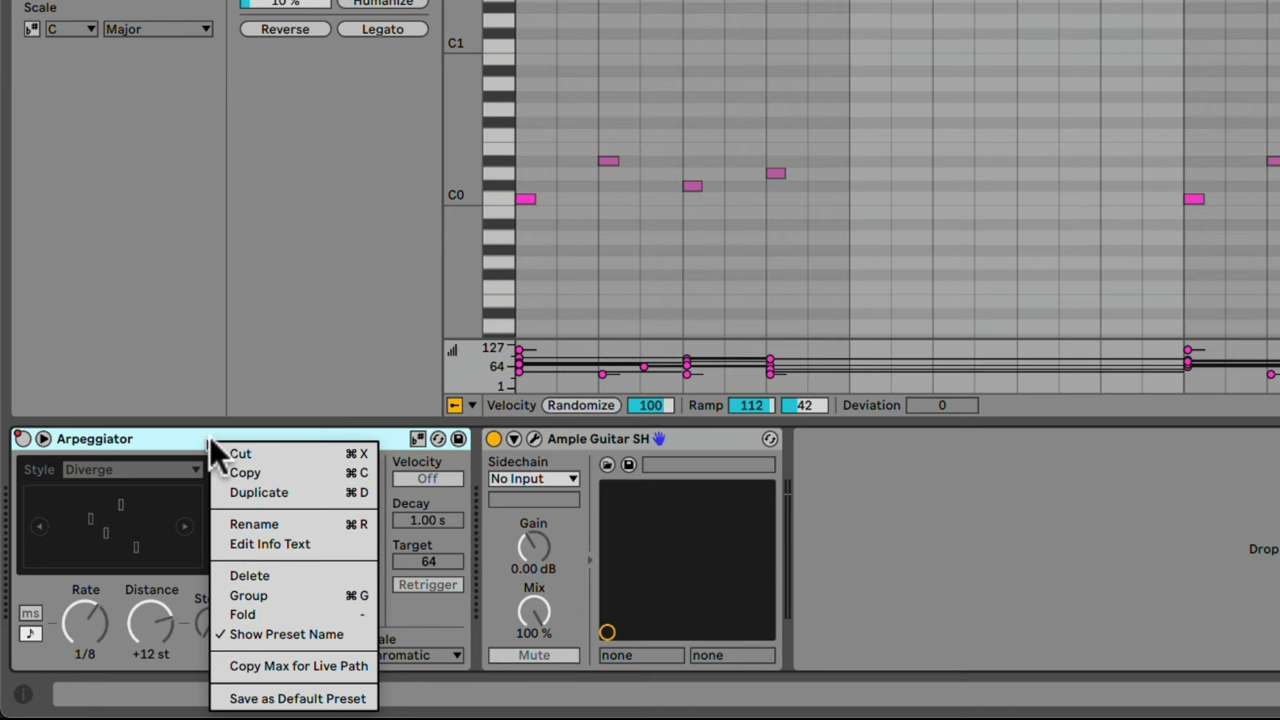 Scale
C
Major
10 %
Humanize
Reverse
Legato
C1
C0
127
64
1
Velocity
Randomize
100
Ramp
112
42
Deviation
0
Arpeggiator
Style
Diverge
Rate
Distance
ms
1/8
+12 st
Cut ⌘ X
Copy ⌘ C
Duplicate ⌘ D
Rename ⌘ R
Edit Info Text
Delete
Group ⌘ G
Fold -
✓ Show Preset Name
Copy Max for Live Path
Save as Default Preset
Velocity
Off
Decay
1.00 s
Target
64
Retrigger
Ample Guitar SH
Sidechain
No Input
Gain
0.00 dB
Mix
100 %
Mute
none
none
Drop